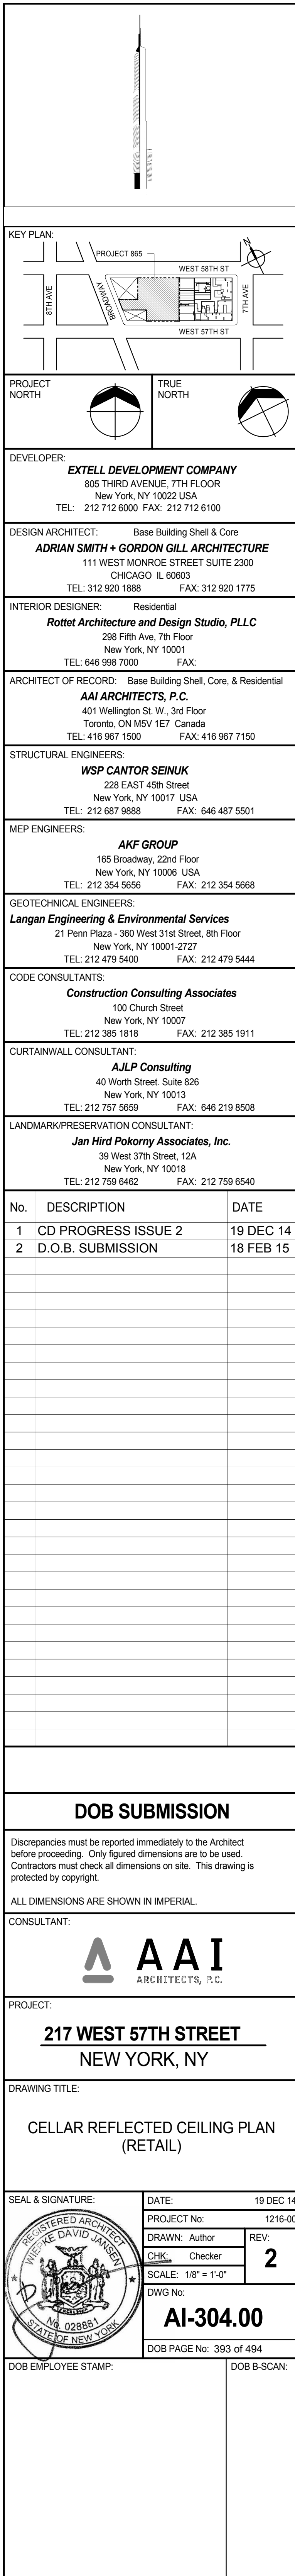 KEY PLAN:
PROJECT 865
WEST 58TH ST
8TH AVE
BROADWAY
7TH AVE
N
WEST 57TH ST
PROJECT
NORTH
TRUE
NORTH
DEVELOPER:
EXTELL DEVELOPMENT COMPANY
805 THIRD AVENUE, 7TH FLOOR
New York, NY 10022 USA
TEL: 212 712 6000 FAX: 212 712 6100
DESIGN ARCHITECT: Base Building Shell & Core
ADRIAN SMITH + GORDON GILL ARCHITECTURE
111 WEST MONROE STREET SUITE 2300
CHICAGO IL 60603
TEL: 312 920 1888 FAX: 312 920 1775
INTERIOR DESIGNER: Residential
Rottet Architecture and Design Studio, PLLC
298 Fifth Ave, 7th Floor
New York, NY 10001
TEL: 646 998 7000 FAX:
ARCHITECT OF RECORD: Base Building Shell, Core, & Residential
AAI ARCHITECTS, P.C.
401 Wellington St. W., 3rd Floor
Toronto, ON M5V 1E7 Canada
TEL: 416 967 1500 FAX: 416 967 7150
STRUCTURAL ENGINEERS:
WSP CANTOR SEINUK
228 EAST 45th Street
New York, NY 10017 USA
TEL: 212 687 9888 FAX: 646 487 5501
MEP ENGINEERS:
AKF GROUP
165 Broadway, 22nd Floor
New York, NY 10006 USA
TEL: 212 354 5656 FAX: 212 354 5668
GEOTECHNICAL ENGINEERS:
Langan Engineering & Environmental Services
21 Penn Plaza - 360 West 31st Street, 8th Floor
New York, NY 10001-2727
TEL: 212 479 5400 FAX: 212 479 5444
CODE CONSULTANTS:
Construction Consulting Associates
100 Church Street
New York, NY 10007
TEL: 212 385 1818 FAX: 212 385 1911
CURTAINWALL CONSULTANT:
AJLP Consulting
40 Worth Street. Suite 826
New York, NY 10013
TEL: 212 757 5659 FAX: 646 219 8508
LANDMARK/PRESERVATION CONSULTANT:
Jan Hird Pokorny Associates, Inc.
39 West 37th Street, 12A
New York, NY 10018
TEL: 212 759 6462 FAX: 212 759 6540
No. DESCRIPTION DATE
1 CD PROGRESS ISSUE 2 19 DEC 14
2 D.O.B. SUBMISSION 18 FEB 15
DOB SUBMISSION
Discrepancies must be reported immediately to the Architect
before proceeding. Only figured dimensions are to be used.
Contractors must check all dimensions on site. This drawing is
protected by copyright.
ALL DIMENSIONS ARE SHOWN IN IMPERIAL.
CONSULTANT:
AAI
ARCHITECTS, P.C.
PROJECT:
217 WEST 57TH STREET
NEW YORK, NY
DRAWING TITLE:
CELLAR REFLECTED CEILING PLAN
(RETAIL)
SEAL & SIGNATURE:
REGISTERED ARCHITECT
WIEPKE DAVID JANSEN
No. 028881
STATE OF NEW YORK
DATE: 19 DEC 14
PROJECT No: 1216-00
DRAWN: Author
CHK: Checker
SCALE: 1/8" = 1'-0"
REV:
2
DWG No:
AI-304.00
DOB PAGE No: 393 of 494
DOB EMPLOYEE STAMP:
DOB B-SCAN: